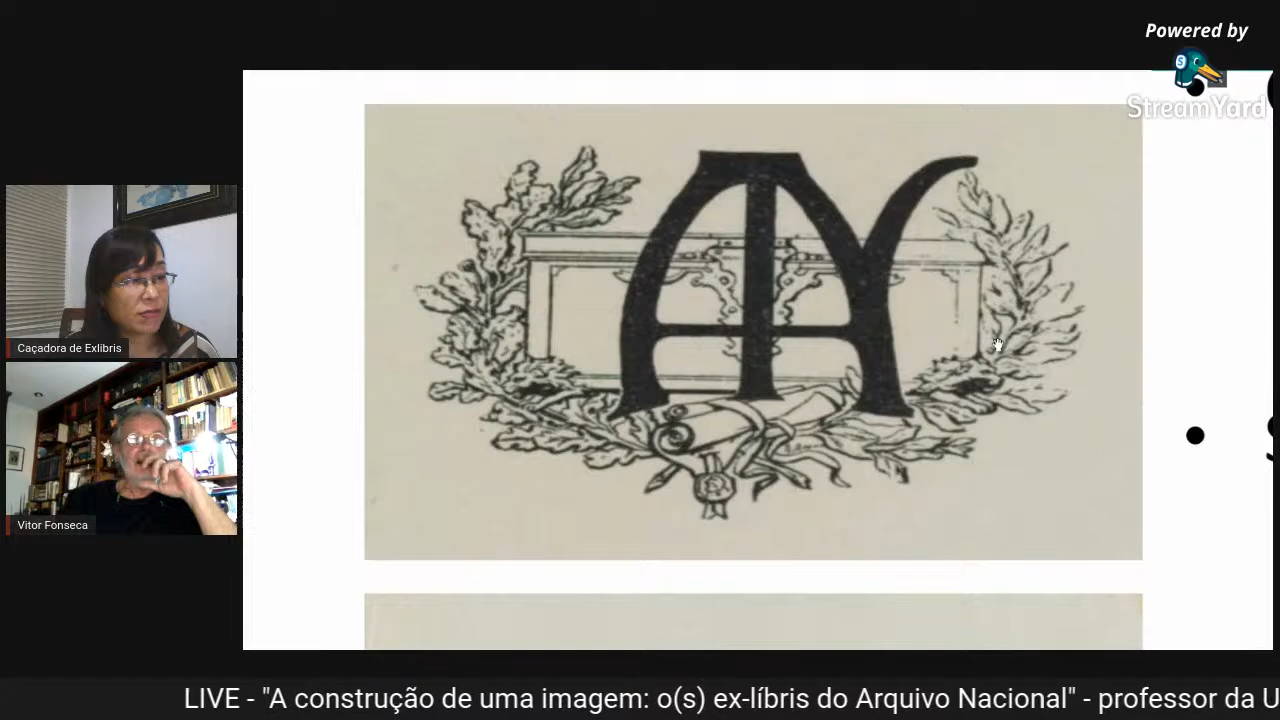 Powered by
StreamYard
AN
Caçadora de Exlibris
Vitor Fonseca
LIVE - "A construção de uma imagem: o(s) ex-líbris do Arquivo Nacional" - professor da U